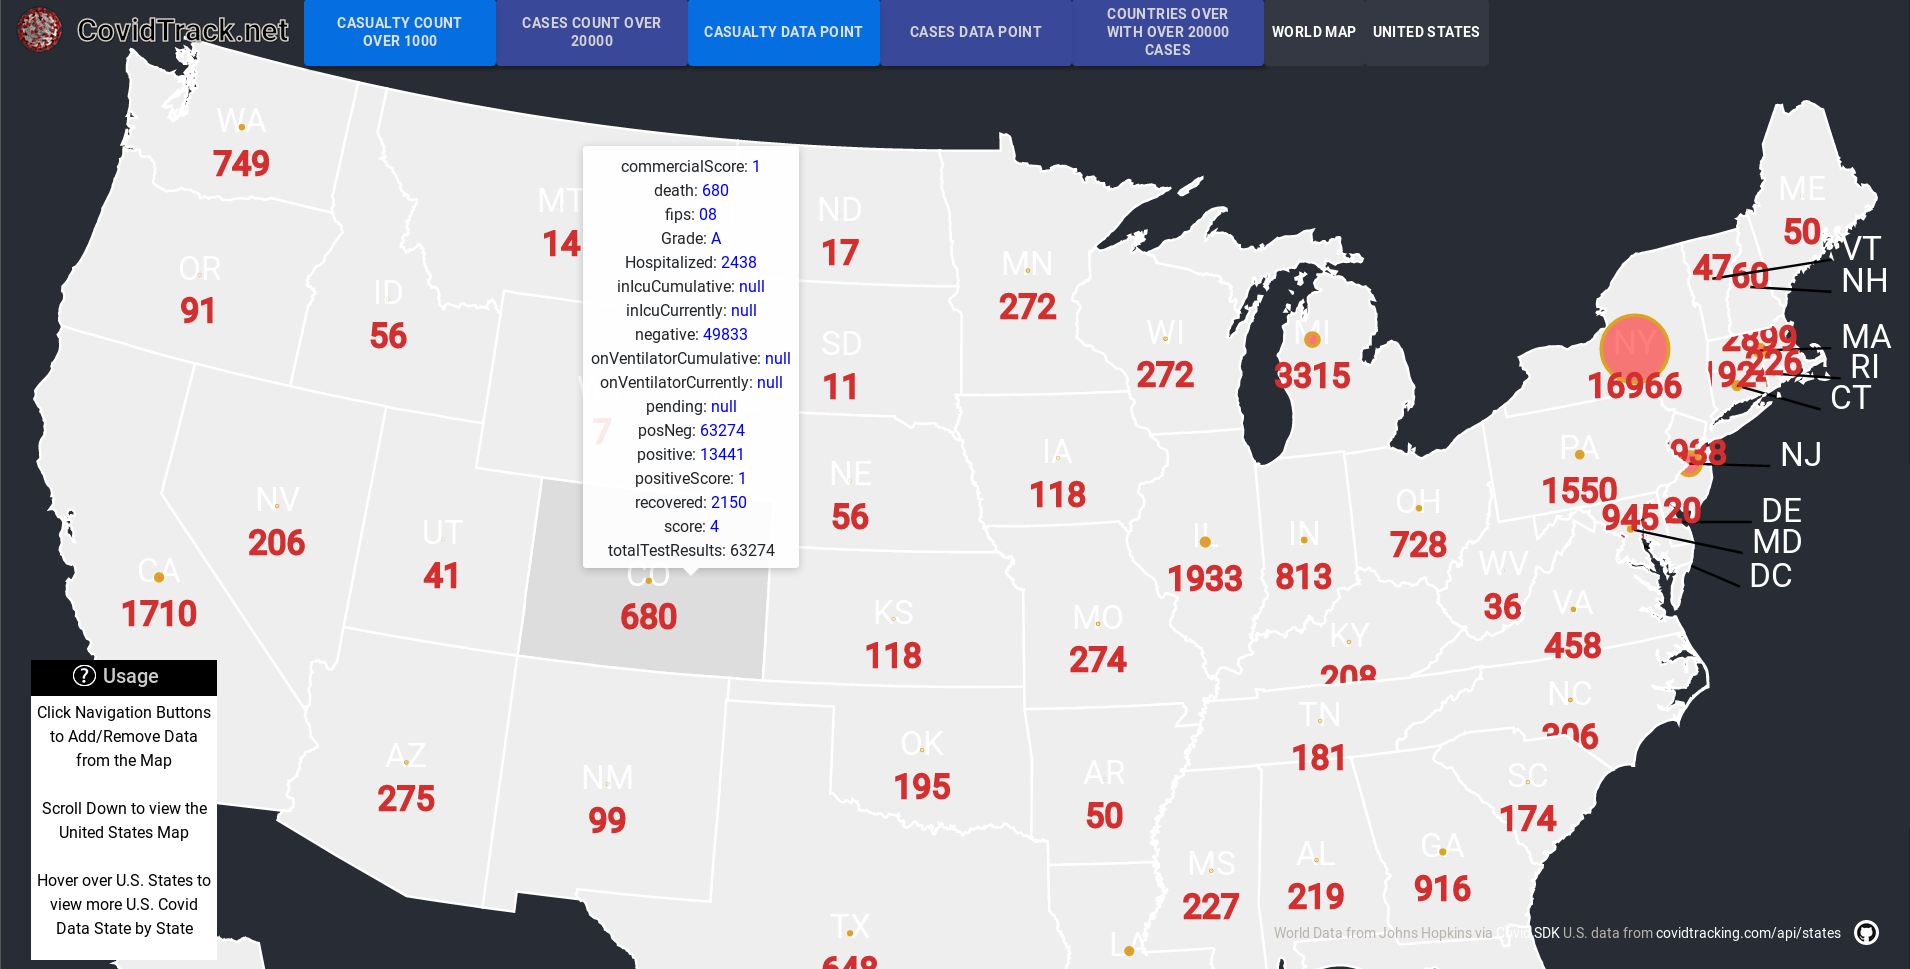 CovidTrack.net
CASUALTY COUNT
OVER 1000
CASES COUNT OVER
20000
CASUALTY DATA POINT
CASES DATA POINT
COUNTRIES OVER
WITH OVER 20000
CASES
WORLD MAP
UNITED STATES
WA
749
OR
91
ID
56
MT
14
ND
17
SD
11
MN
272
WI
272
MI
3315
NY
16966
ME
50
47
60
VT
NH
2899
226
MA
RI
CT
commercialScore: 1
death: 680
fips: 08
Grade: A
Hospitalized: 2438
inIcuCumulative: null
inIcuCurrently: null
negative: 49833
onVentilatorCumulative: null
onVentilatorCurrently: null
pending: null
posNeg: 63274
positive: 13441
positiveScore: 1
recovered: 2150
score: 4
totalTestResults: 63274
7
NE
56
IA
118
PA
1550
NJ
NV
206
UT
41
CO
680
CA
1710
KS
118
MO
274
IL
1933
IN
813
OH
728
WV
36
VA
458
945
20
DE
MD
DC
KY
208
NC
306
TN
181
SC
174
AZ
275
NM
99
OK
195
AR
50
MS
227
AL
219
GA
916
TX
648
LA
? Usage
Click Navigation Buttons
to Add/Remove Data
from the Map
Scroll Down to view the
United States Map
Hover over U.S. States to
view more U.S. Covid
Data State by State
World Data from Johns Hopkins via CovidSDK U.S. data from covidtracking.com/api/states